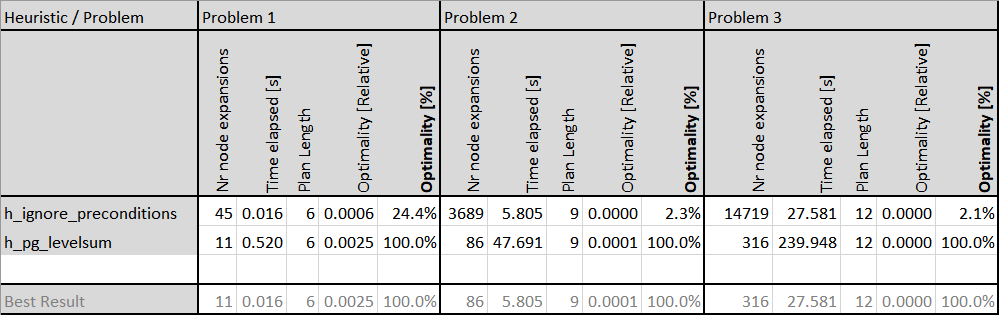 Heuristic / Problem Problem 1 Problem 2 Problem 3
Nr node expansions Time elapsed [s] Plan Length Optimality [Relative] Optimality [%] Nr node expansions Time elapsed [s] Plan Length Optimality [Relative] Optimality [%] Nr node expansions Time elapsed [s] Plan Length Optimality [Relative] Optimality [%]
h_ignore_preconditions 45 0.016 6 0.0006 24.4% 3689 5.805 9 0.0000 2.3% 14719 27.581 12 0.0000 2.1%
h_pg_levelsum 11 0.520 6 0.0025 100.0% 86 47.691 9 0.0001 100.0% 316 239.948 12 0.0000 100.0%
Best Result 11 0.016 6 0.0025 100.0% 86 5.805 9 0.0001 100.0% 316 27.581 12 0.0000 100.0%